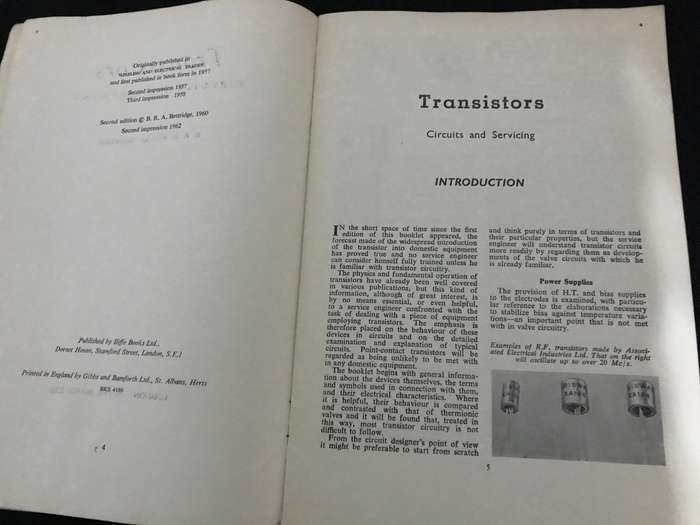 Originally published in
WIRELESS AND ELECTRICAL TRADER
and first published in book form in 1957
Second impression 1957
Third impression 1958
Second edition © B. R. A. Bettridge, 1960
Second impression 1962
Published by Iliffe Books Ltd.,
Dorset House, Stamford Street, London, S.E.1
Printed in England by Gibbs and Bamforth Ltd., St. Albans, Herts
BKS 4189
4
Transistors
Circuits and Servicing
INTRODUCTION
IN the short space of time since the first
edition of this booklet appeared, the
forecast made of the widespread introduction
of the transistor into domestic equipment
has proved true and no service engineer
can consider himself fully trained unless he
is familiar with transistor circuitry.
The physics and fundamental operation of
transistors have already been well covered
in various publications, but this kind of
information, although of great interest, is
by no means essential, or even helpful,
to a service engineer confronted with the
task of dealing with a piece of equipment
employing transistors. The emphasis is
therefore placed on the behaviour of these
devices in circuits and on the detailed
examination and explanation of typical
circuits. Point-contact transistors will be
regarded as being unlikely to be met with
in any domestic equipment.
The booklet begins with general informa-
tion about the devices themselves, the terms
and symbols used in connection with them,
and their electrical characteristics. Where
it is helpful, their behaviour is compared
and contrasted with that of thermionic
valves and it will be found that, treated in
this way, most transistor circuitry is not
difficult to follow.
From the circuit designer's point of view
it might be preferable to start from scratch
and think purely in terms of transistors and
their particular properties, but the service
engineer will understand transistor circuits
more readily by regarding them as develop-
ments of the valve circuits with which he
is already familiar.
Power Supplies
The provision of H.T. and bias supplies
to the electrodes is examined, with particu-
lar reference to the elaborations necessary
to stabilize bias against temperature varia-
tions—an important point that is not met
with in valve circuitry.
Examples of R.F. transistors made by Associ-
ated Electrical Industries Ltd. That on the right
will oscillate up to over 20 Mc/s.
5